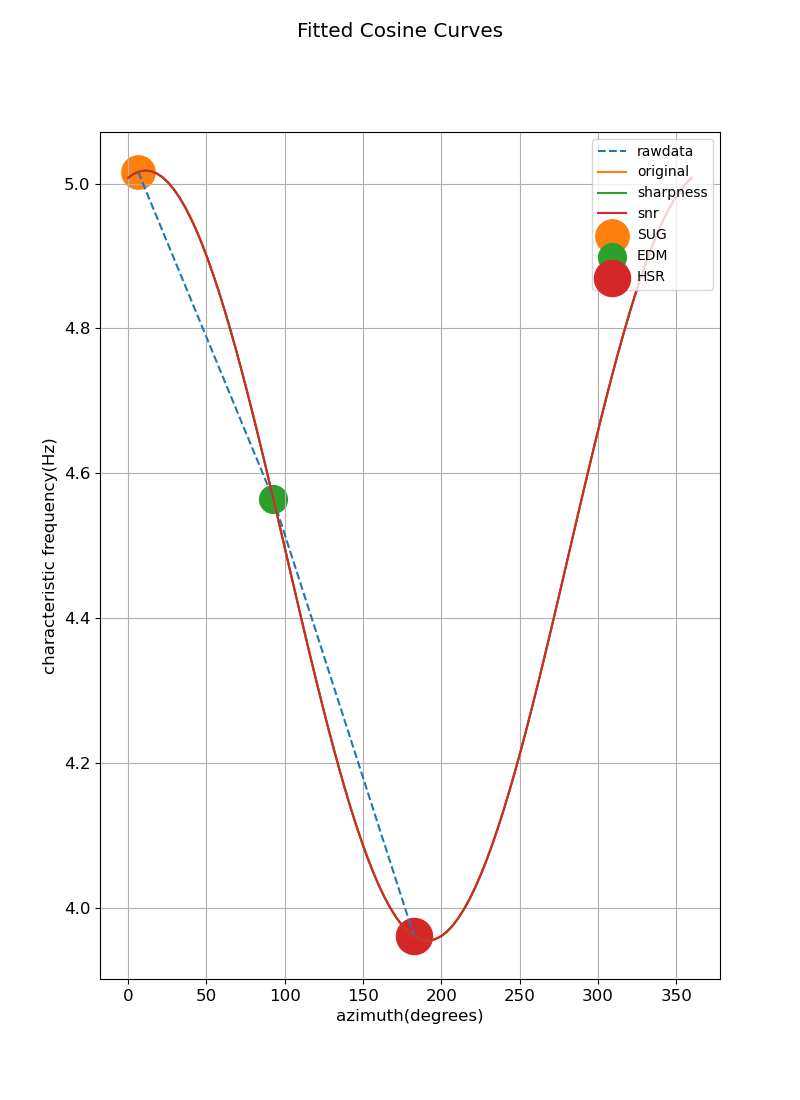 Fitted Cosine Curves
rawdata
original
sharpness
snr
SUG
EDM
HSR
characteristic frequency(Hz)
5.0
4.8
4.6
4.4
4.2
4.0
0 50 100 150 200 250 300 350
azimuth(degrees)